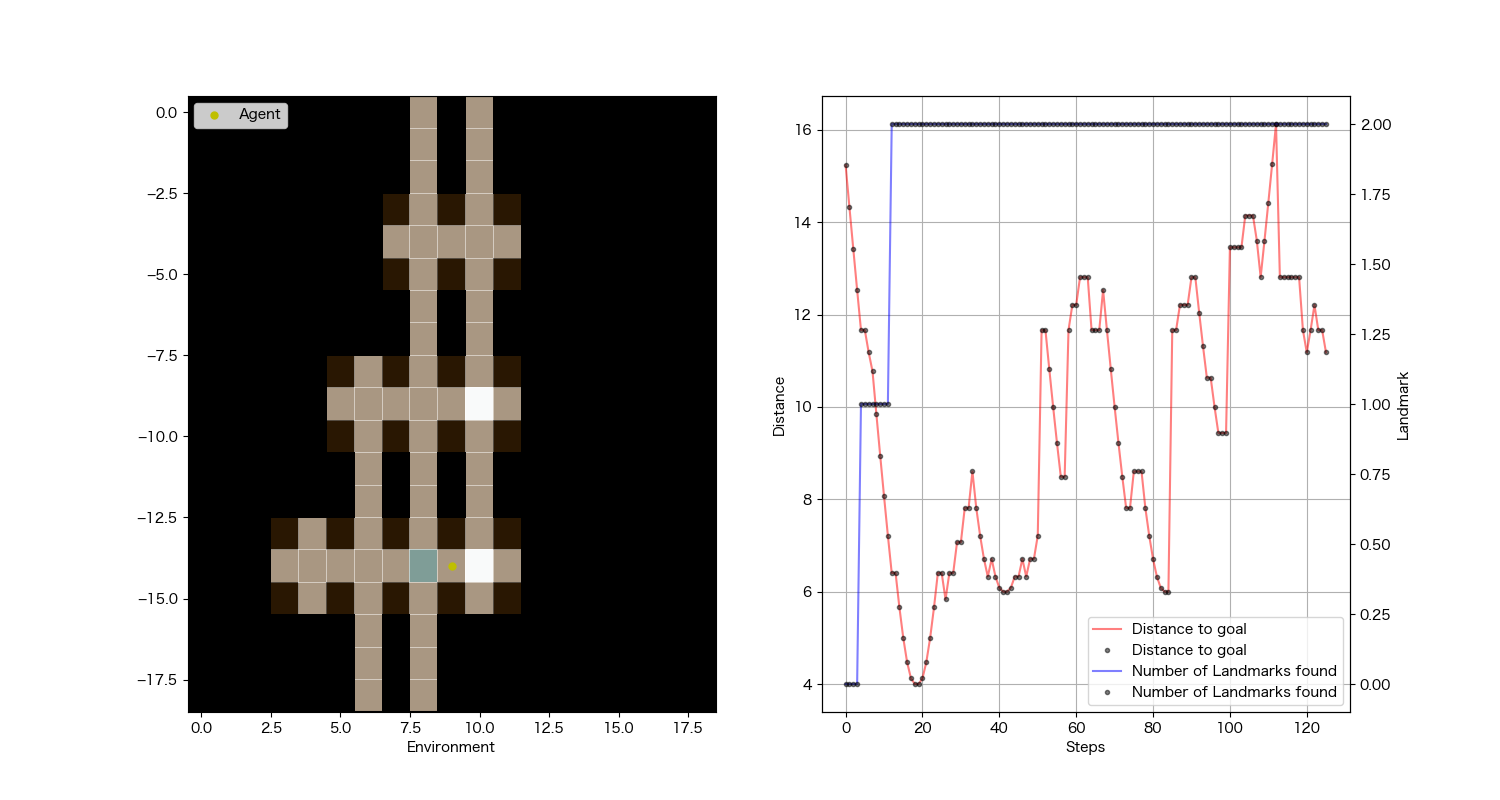 Agent
0.0
−2.5
−5.0
−7.5
−10.0
−12.5
−15.0
−17.5
0.0 2.5 5.0 7.5 10.0 12.5 15.0 17.5
Environment
16
14
12
10
8
6
4
Distance
2.00
1.75
1.50
1.25
1.00
0.75
0.50
0.25
0.00
Landmark
Distance to goal
Distance to goal
Number of Landmarks found
Number of Landmarks found
0 20 40 60 80 100 120
Steps